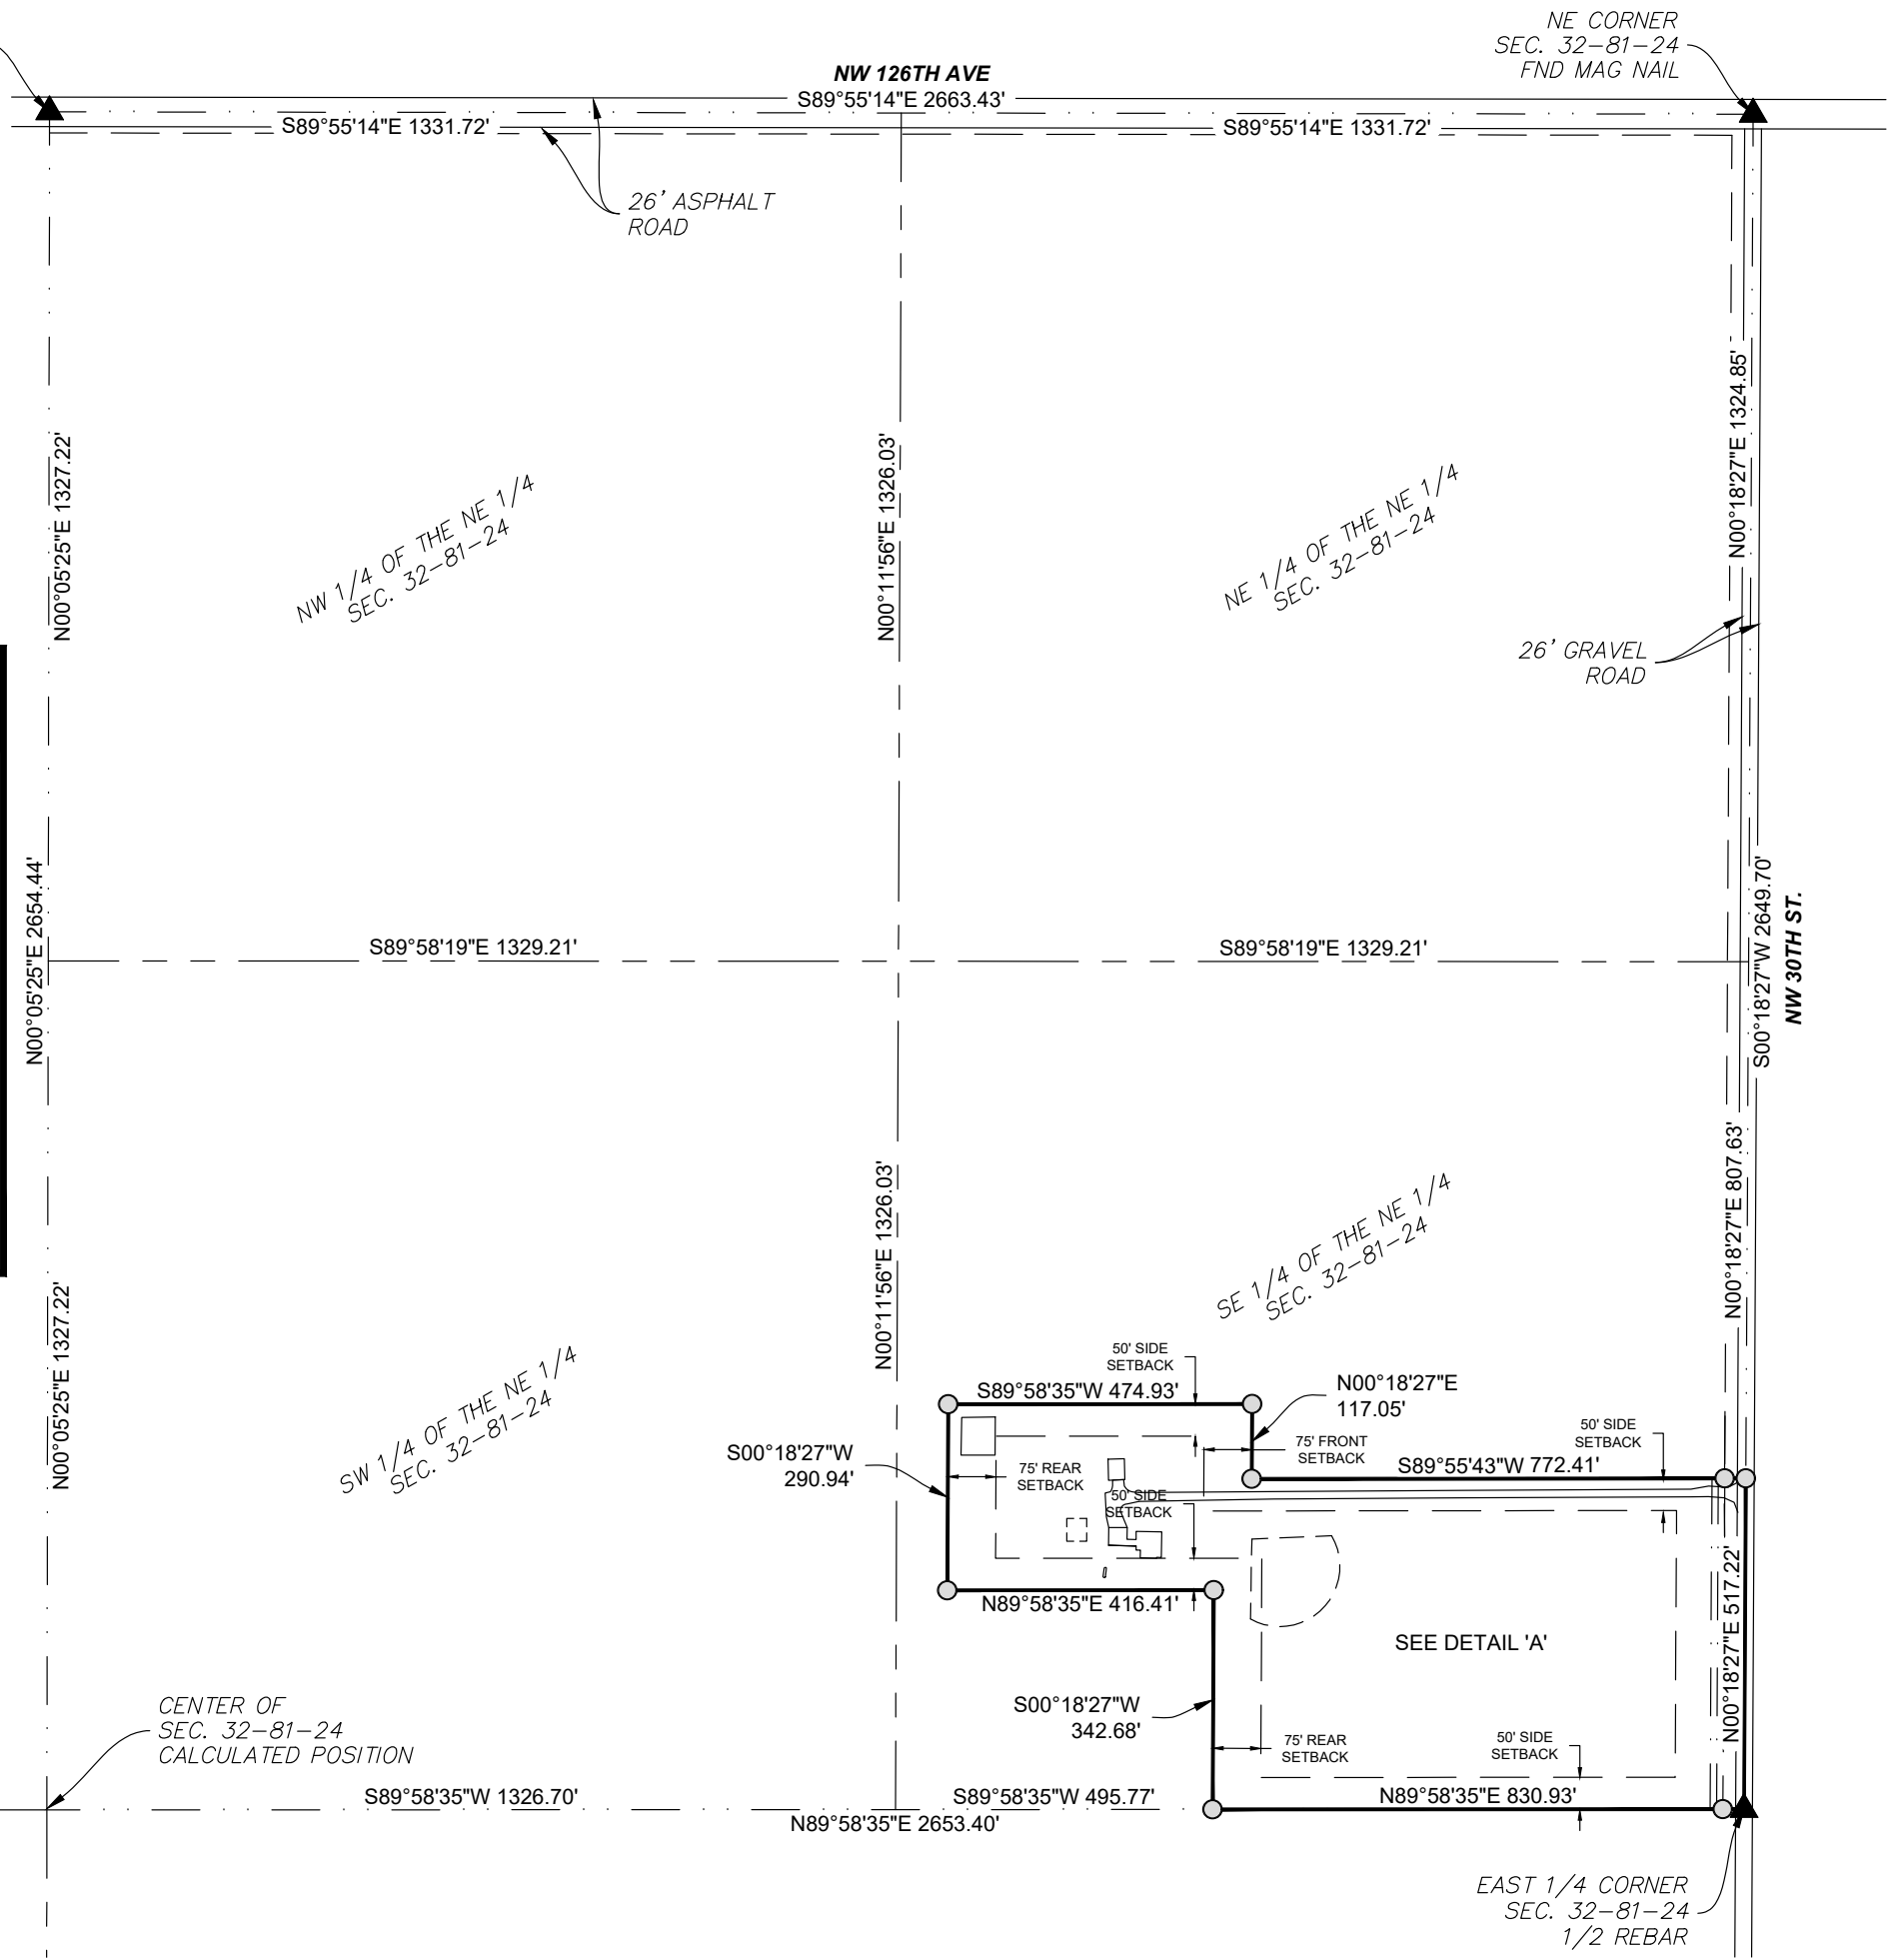 NE CORNER
SEC. 32-81-24
FND MAG NAIL
NW 126TH AVE
S89°55'14"E 2663.43'
S89°55'14"E 1331.72'
S89°55'14"E 1331.72'
26' ASPHALT
ROAD
N00°05'25"E 1327.22'
N00°11'56"E 1326.03'
N00°18'27"E 1324.85'
NW 1/4 OF THE NE 1/4
SEC. 32-81-24
NE 1/4 OF THE NE 1/4
SEC. 32-81-24
26' GRAVEL
ROAD
N00°05'25"E 2654.44'
S00°18'27"W 2649.70'
NW 30TH ST.
S89°58'19"E 1329.21'
S89°58'19"E 1329.21'
N00°05'25"E 1327.22'
N00°11'56"E 1326.03'
N00°18'27"E 807.63'
SW 1/4 OF THE NE 1/4
SEC. 32-81-24
SE 1/4 OF THE NE 1/4
SEC. 32-81-24
50' SIDE
SETBACK
S89°58'35"W 474.93'
N00°18'27"E
117.05'
75' FRONT
SETBACK
50' SIDE
SETBACK
S89°55'43"W 772.41'
S00°18'27"W
290.94'
75' REAR
SETBACK
50' SIDE
SETBACK
N89°58'35"E 416.41'
SEE DETAIL 'A'
N00°18'27"E 517.22'
S00°18'27"W
342.68'
75' REAR
SETBACK
50' SIDE
SETBACK
CENTER OF
SEC. 32-81-24
CALCULATED POSITION
S89°58'35"W 1326.70'
S89°58'35"W 495.77'
N89°58'35"E 830.93'
N89°58'35"E 2653.40'
EAST 1/4 CORNER
SEC. 32-81-24
1/2 REBAR